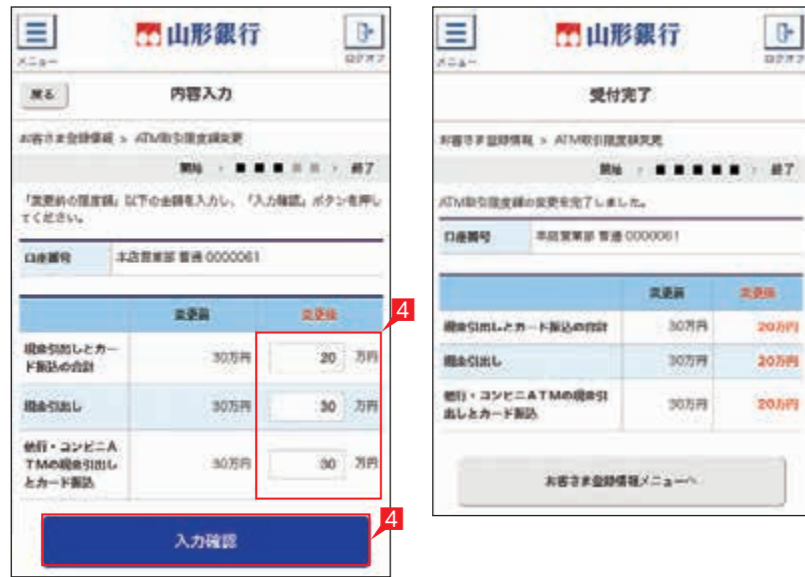 メニュー
山形銀行
ログオフ
戻る
内容入力
お客さま登録情報 > ATM取引限度額変更
開始 終了
「変更前の限度額」以下の金額を入力し、「入力確認」ボタンを押し
てください。
口座番号 本店営業部 普通 0000061
変更前 変更後
4
現金引出しとカー
ド振込の合計
30万円 20 万円
現金引出し 30万円 30 万円
他行・コンビニA
TMの現金引出し
とカード振込
30万円 30 万円
4
入力確認
メニュー
山形銀行
ログオフ
受付完了
お客さま登録情報 > ATM取引限度額変更
開始 終了
ATM取引限度額の変更を完了しました。
口座番号 本店営業部 普通 0000061
変更前 変更後
現金引出しとカード振込の合計 30万円 20万円
現金引出し 30万円 20万円
他行・コンビニATMの現金引
出しとカード振込
30万円 20万円
お客さま登録情報メニューへ